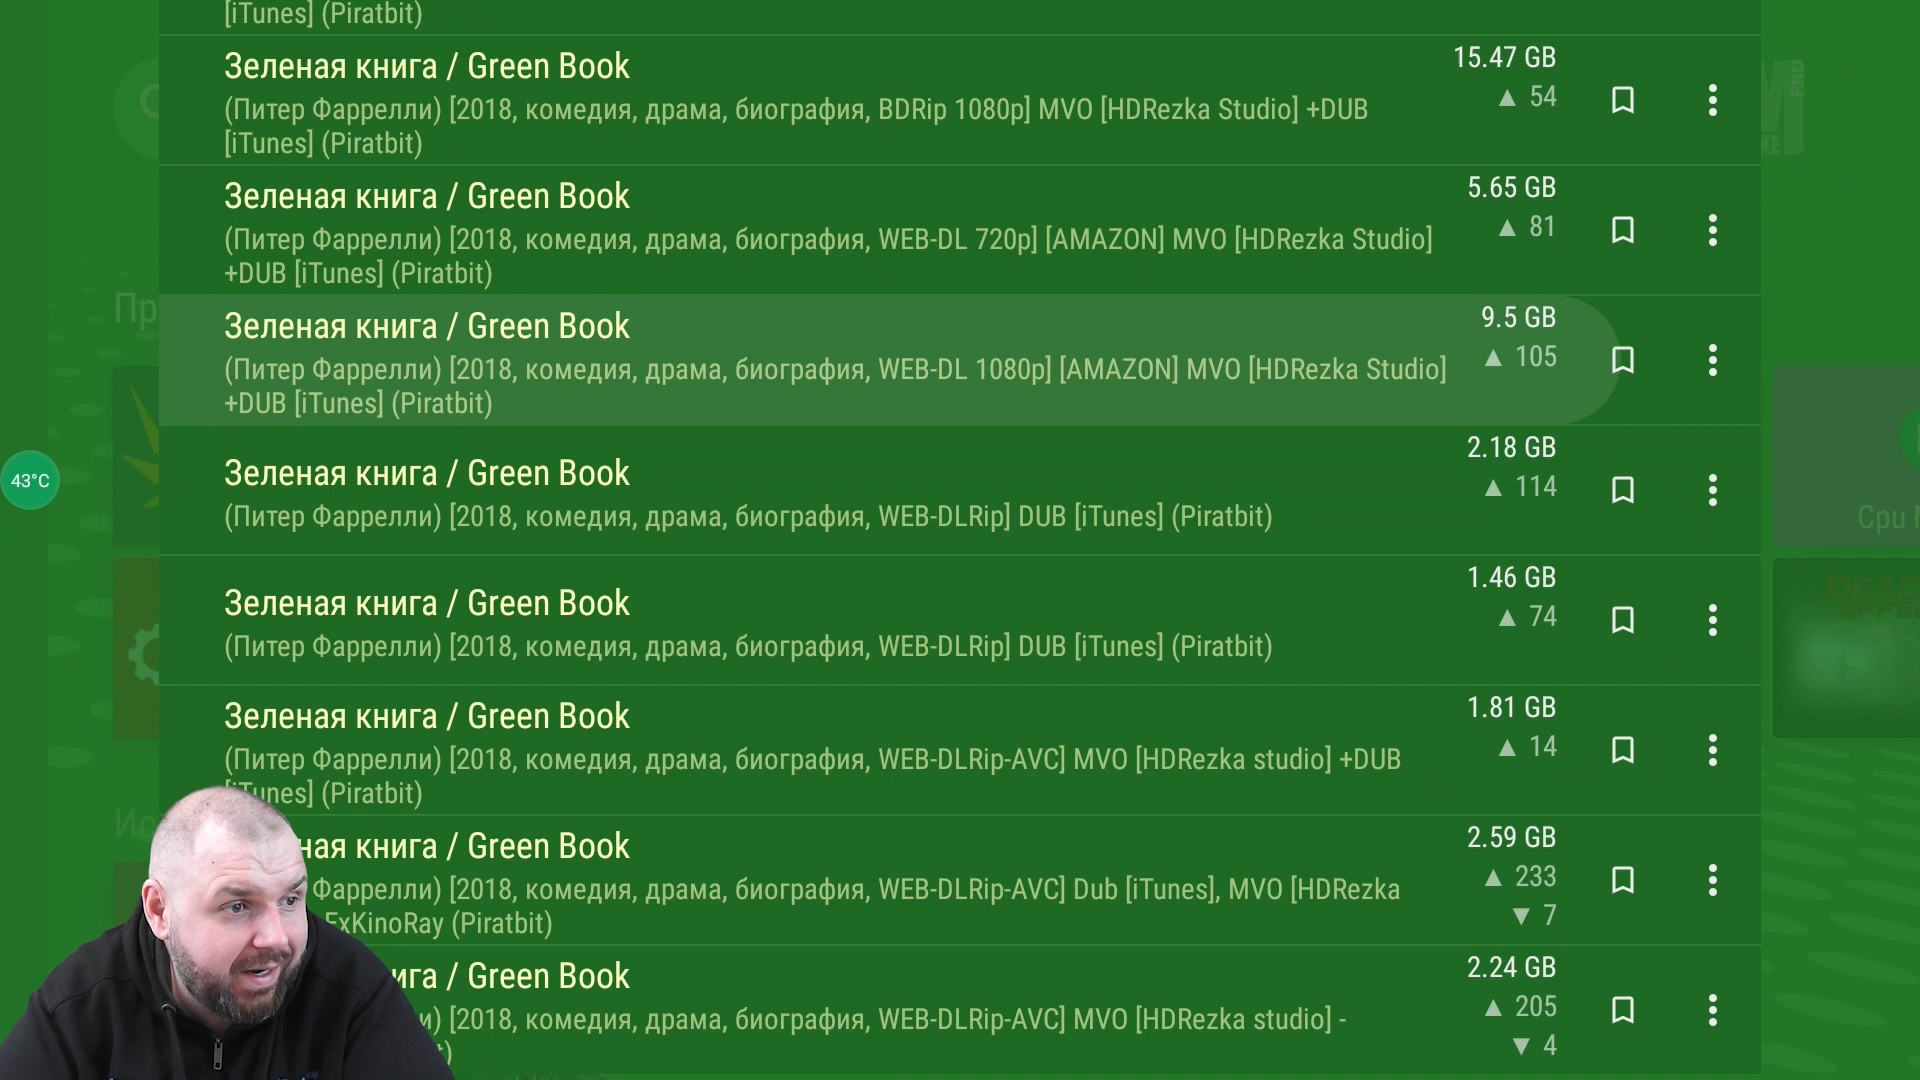 [iTunes] (Piratbit)
Зеленая книга / Green Book
15.47 GB
(Питер Фаррелли) [2018, комедия, драма, биография, BDRip 1080p] MVO [HDRezka Studio] +DUB
▲ 54
[iTunes] (Piratbit)
PRO
Зеленая книга / Green Book
5.65 GB
(Питер Фаррелли) [2018, комедия, драма, биография, WEB-DL 720p] [AMAZON] MVO [HDRezka Studio]
▲ 81
+DUB [iTunes] (Piratbit)
Пр
Зеленая книга / Green Book
9.5 GB
(Питер Фаррелли) [2018, комедия, драма, биография, WEB-DL 1080p] [AMAZON] MVO [HDRezka Studio]
▲ 105
+DUB [iTunes] (Piratbit)
43°C
Зеленая книга / Green Book
2.18 GB
(Питер Фаррелли) [2018, комедия, драма, биография, WEB-DLRip] DUB [iTunes] (Piratbit)
▲ 114
Cpu
Зеленая книга / Green Book
1.46 GB
(Питер Фаррелли) [2018, комедия, драма, биография, WEB-DLRip] DUB [iTunes] (Piratbit)
▲ 74
Зеленая книга / Green Book
1.81 GB
(Питер Фаррелли) [2018, комедия, драма, биография, WEB-DLRip-AVC] MVO [HDRezka studio] +DUB
▲ 14
[iTunes] (Piratbit)
ная книга / Green Book
2.59 GB
Фаррелли) [2018, комедия, драма, биография, WEB-DLRip-AVC] Dub [iTunes], MVO [HDRezka
▲ 233
ExKinoRay (Piratbit)
▼ 7
ига / Green Book
2.24 GB
и) [2018, комедия, драма, биография, WEB-DLRip-AVC] MVO [HDRezka studio] -
▲ 205
▼ 4